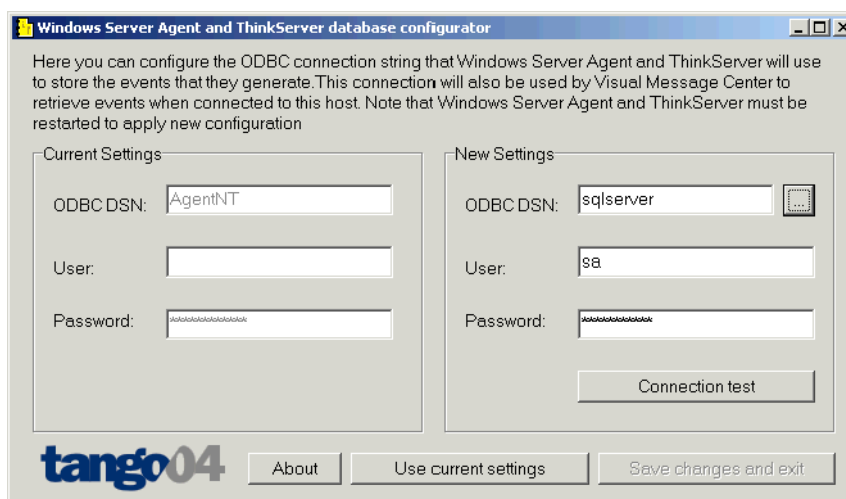 Windows Server Agent and ThinkServer database configurator
Here you can configure the ODBC connection string that Windows Server Agent and ThinkServer will use
to store the events that they generate.This connection will also be used by Visual Message Center to
retrieve events when connected to this host. Note that Windows Server Agent and ThinkServer must be
restarted to apply new configuration
Current Settings
ODBC DSN: AgentNT
User:
Password: *************
New Settings
ODBC DSN: sqlserver ...
User: sa
Password: ************
Connection test
tango04
About
Use current settings
Save changes and exit